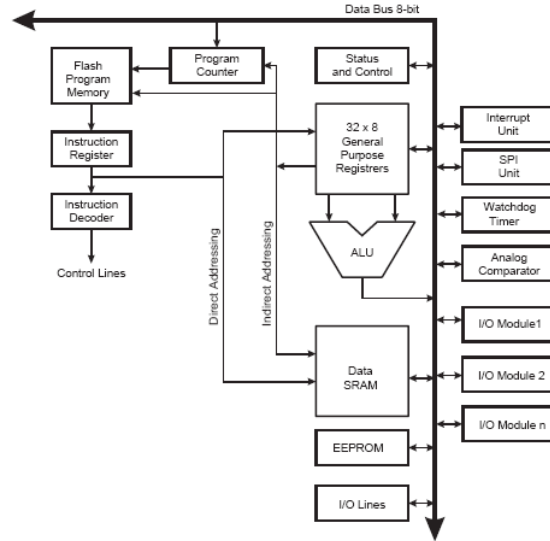 Data Bus 8-bit
Flash
Program
Memory
Program
Counter
Status
and Control
Instruction
Register
32 x 8
General
Purpose
Registrers
Interrupt
Unit
SPI
Unit
Instruction
Decoder
Watchdog
Timer
ALU
Analog
Comparator
Control Lines
Direct Addressing
Indirect Addressing
I/O Module1
Data
SRAM
I/O Module 2
I/O Module n
EEPROM
I/O Lines